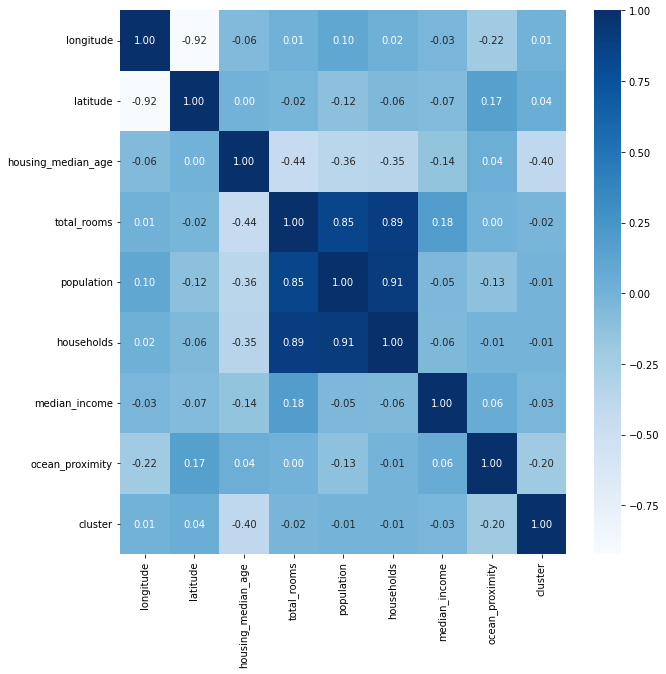 longitude 1.00 -0.92 -0.06 0.01 0.10 0.02 -0.03 -0.22 0.01
latitude -0.92 1.00 0.00 -0.02 -0.12 -0.06 -0.07 0.17 0.04
housing_median_age -0.06 0.00 1.00 -0.44 -0.36 -0.35 -0.14 0.04 -0.40
total_rooms 0.01 -0.02 -0.44 1.00 0.85 0.89 0.18 0.00 -0.02
population 0.10 -0.12 -0.36 0.85 1.00 0.91 -0.05 -0.13 -0.01
households 0.02 -0.06 -0.35 0.89 0.91 1.00 -0.06 -0.01 -0.01
median_income -0.03 -0.07 -0.14 0.18 -0.05 -0.06 1.00 0.06 -0.03
ocean_proximity -0.22 0.17 0.04 0.00 -0.13 -0.01 0.06 1.00 -0.20
cluster 0.01 0.04 -0.40 -0.02 -0.01 -0.01 -0.03 -0.20 1.00
longitude
latitude
housing_median_age
total_rooms
population
households
median_income
ocean_proximity
cluster
1.00
0.75
0.50
0.25
0.00
−0.25
−0.50
−0.75